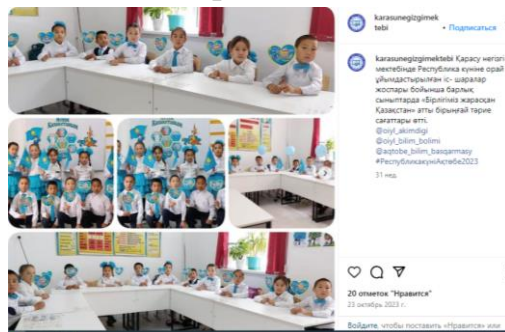 karasunegizgimek
tebi
• Подписаться
karasunegizgimektebi Қарасу негізгі
мектебінде Республика күніне орай
ұйымдастырылған іс- шаралар
жоспары бойынша барлық
сыныптарда «Бірлігіміз жарасқан
Қазақстан» атты бірыңғай тәрие
сағаттары өтті.
@oiyl_akimdigi
@oiyl_bilim_bolimi
@aqtobe_bilim_basqarmasy
#РеспубликакүніАқтөбе2023
31 нед.
20 отметок "Нравится"
23 октябрь 2023 г.
Войдите, чтобы поставить «Нравится» или